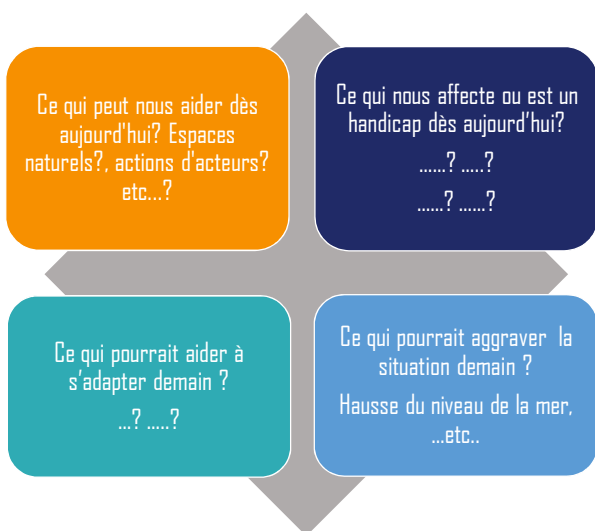 Ce qui peut nous aider dès
aujourd'hui? Espaces
naturels?, actions d'acteurs?
etc...?
Ce qui nous affecte ou est un
handicap dès aujourd’hui?
......? .....?
......? ......?
Ce qui pourrait aider à
s’adapter demain ?
...? .....?
Ce qui pourrait aggraver la
situation demain ?
Hausse du niveau de la mer,
...etc..